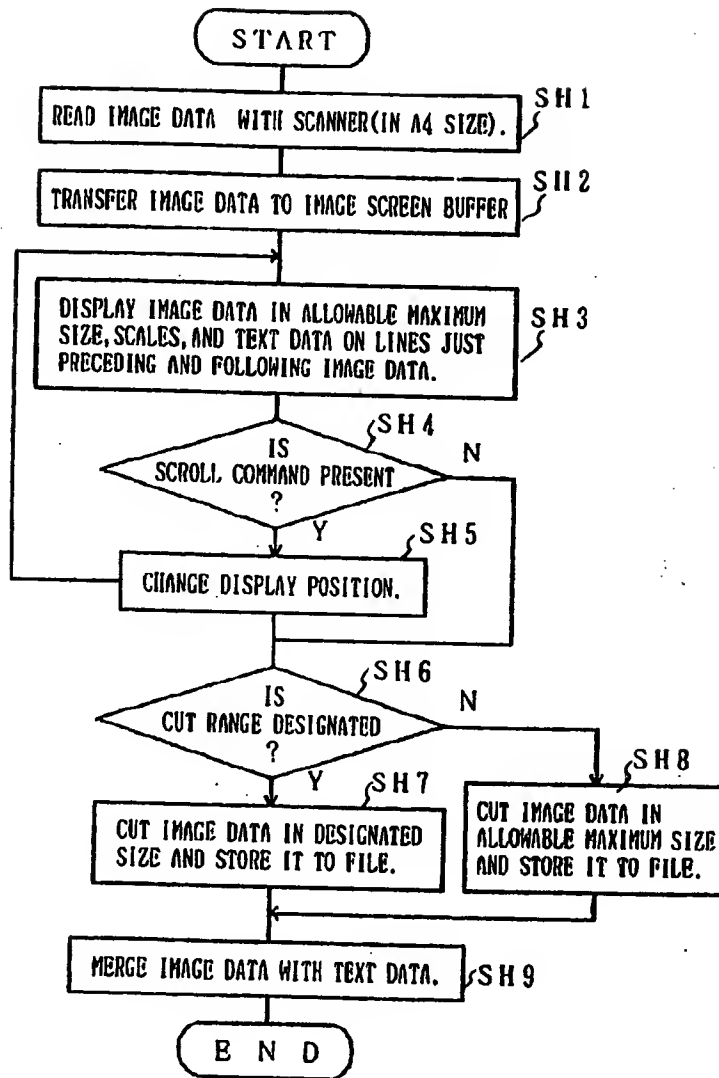 START
SH1
READ IMAGE DATA WITH SCANNER(IN A4 SIZE).
SH2
TRANSFER IMAGE DATA TO IMAGE SCREEN BUFFER
DISPLAY IMAGE DATA IN ALLOWABLE MAXIMUM
SIZE, SCALES, AND TEXT DATA ON LINES JUST
PRECEDING AND FOLLOWING IMAGE DATA.
SH3
SH4
IS
SCROLL COMMAND PRESENT
?
N
Y
SH5
CHANGE DISPLAY POSITION.
SH6
IS
CUT RANGE DESIGNATED
?
N
Y
SH7
CUT IMAGE DATA IN DESIGNATED
SIZE AND STORE IT TO FILE.
SH8
CUT IMAGE DATA IN
ALLOWABLE MAXIMUM SIZE
AND STORE IT TO FILE.
MERGE IMAGE DATA WITH TEXT DATA.
SH9
END